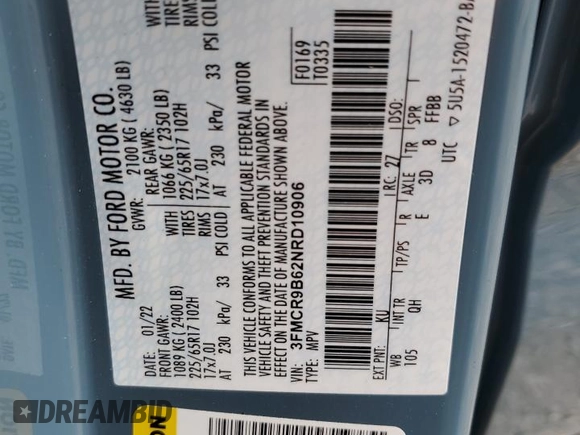 MFD. BY FORD MOTOR CO.
DATE: 01/22 GVWR: 2100 KG ( 4630 LB)
FRONT GAWR: REAR GAWR:
1089 KG ( 2400 LB) WITH 1066 KG ( 2350 LB) WITH
225/65R17 102H TIRES 225/65R17 102H TIRES
17x7.0J RIMS 17x7.0J RIMS
AT 230 kPa/ 33 PSI COLD AT 230 kPa/ 33 PSI COLD
THIS VEHICLE CONFORMS TO ALL APPLICABLE FEDERAL MOTOR
VEHICLE SAFETY AND THEFT PREVENTION STANDARDS IN
EFFECT ON THE DATE OF MANUFACTURE SHOWN ABOVE.
VIN: 3FMCR9B62NRD10906
TYPE: MPV
F0169
T0335
EXT PNT: KU RC: 27 DSO:
WB INT TR TP/PS R AXLE TR SPR
105 QH E 3D 8 FFBB
UTC ▽ 5U5A-1520472-B
DREAMBID